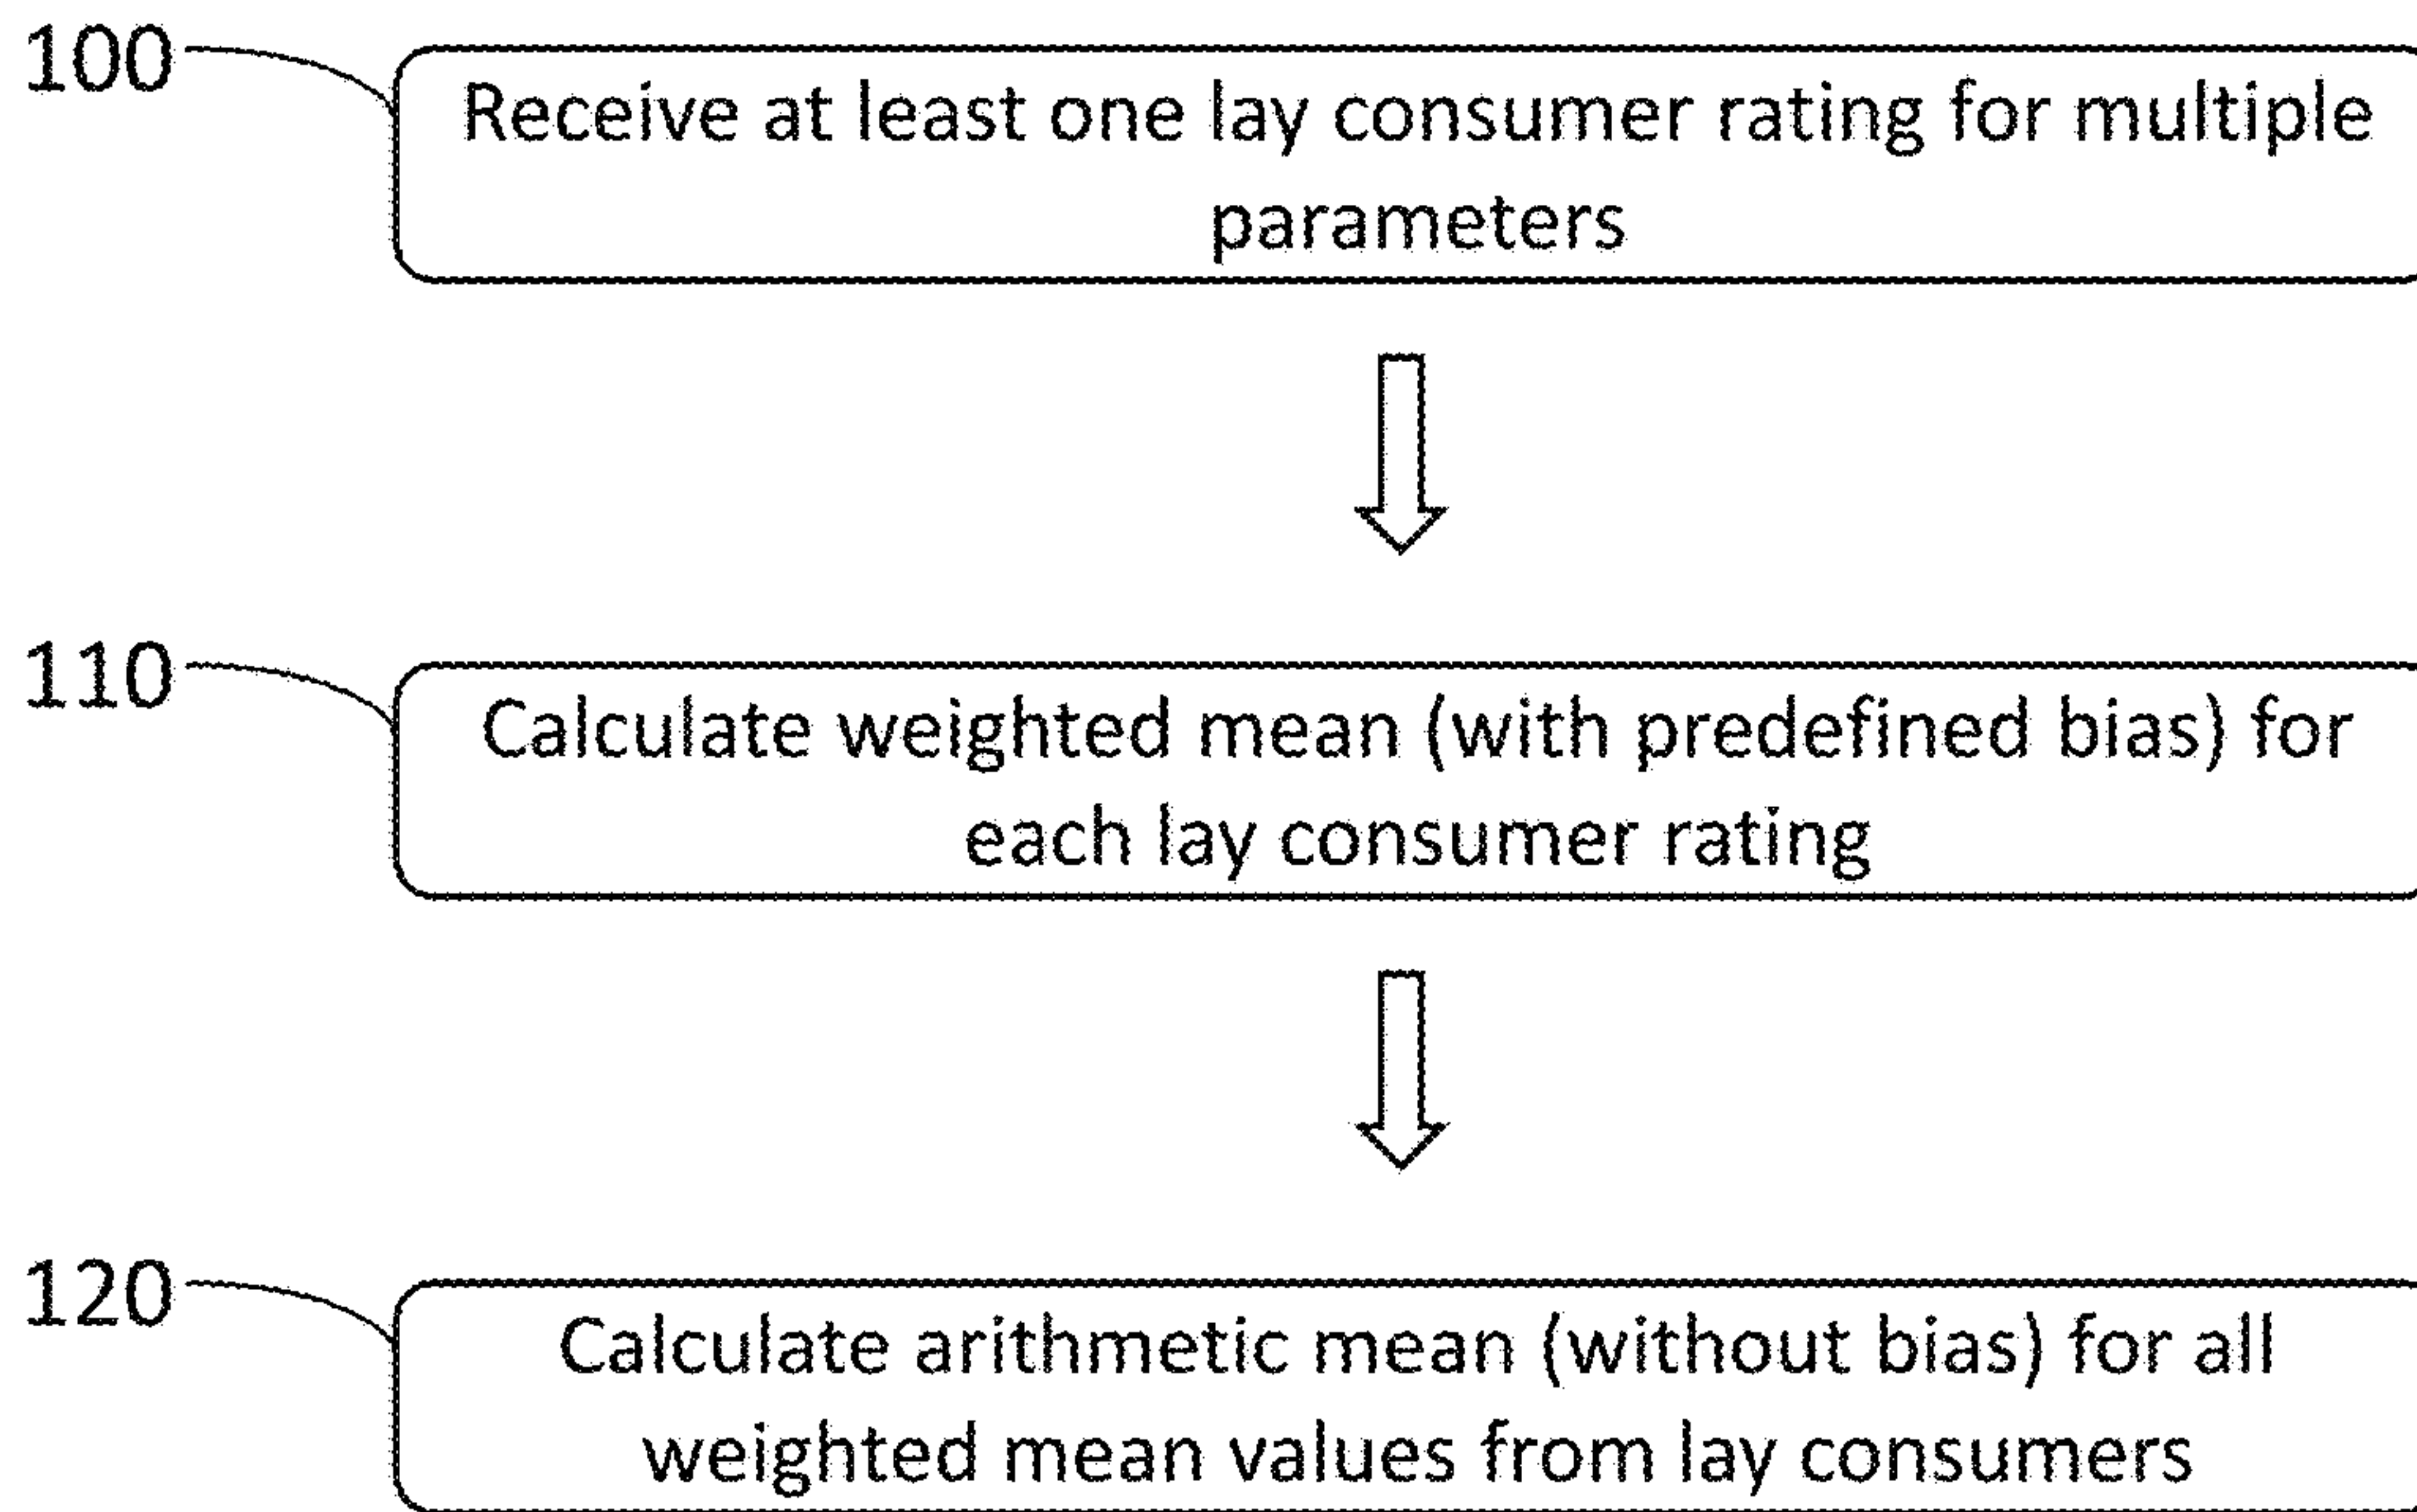 100
Receive at least one lay consumer rating for multiple
parameters
110
Calculate weighted mean (with predefined bias) for
each lay consumer rating
120
Calculate arithmetic mean (without bias) for all
weighted mean values from lay consumers